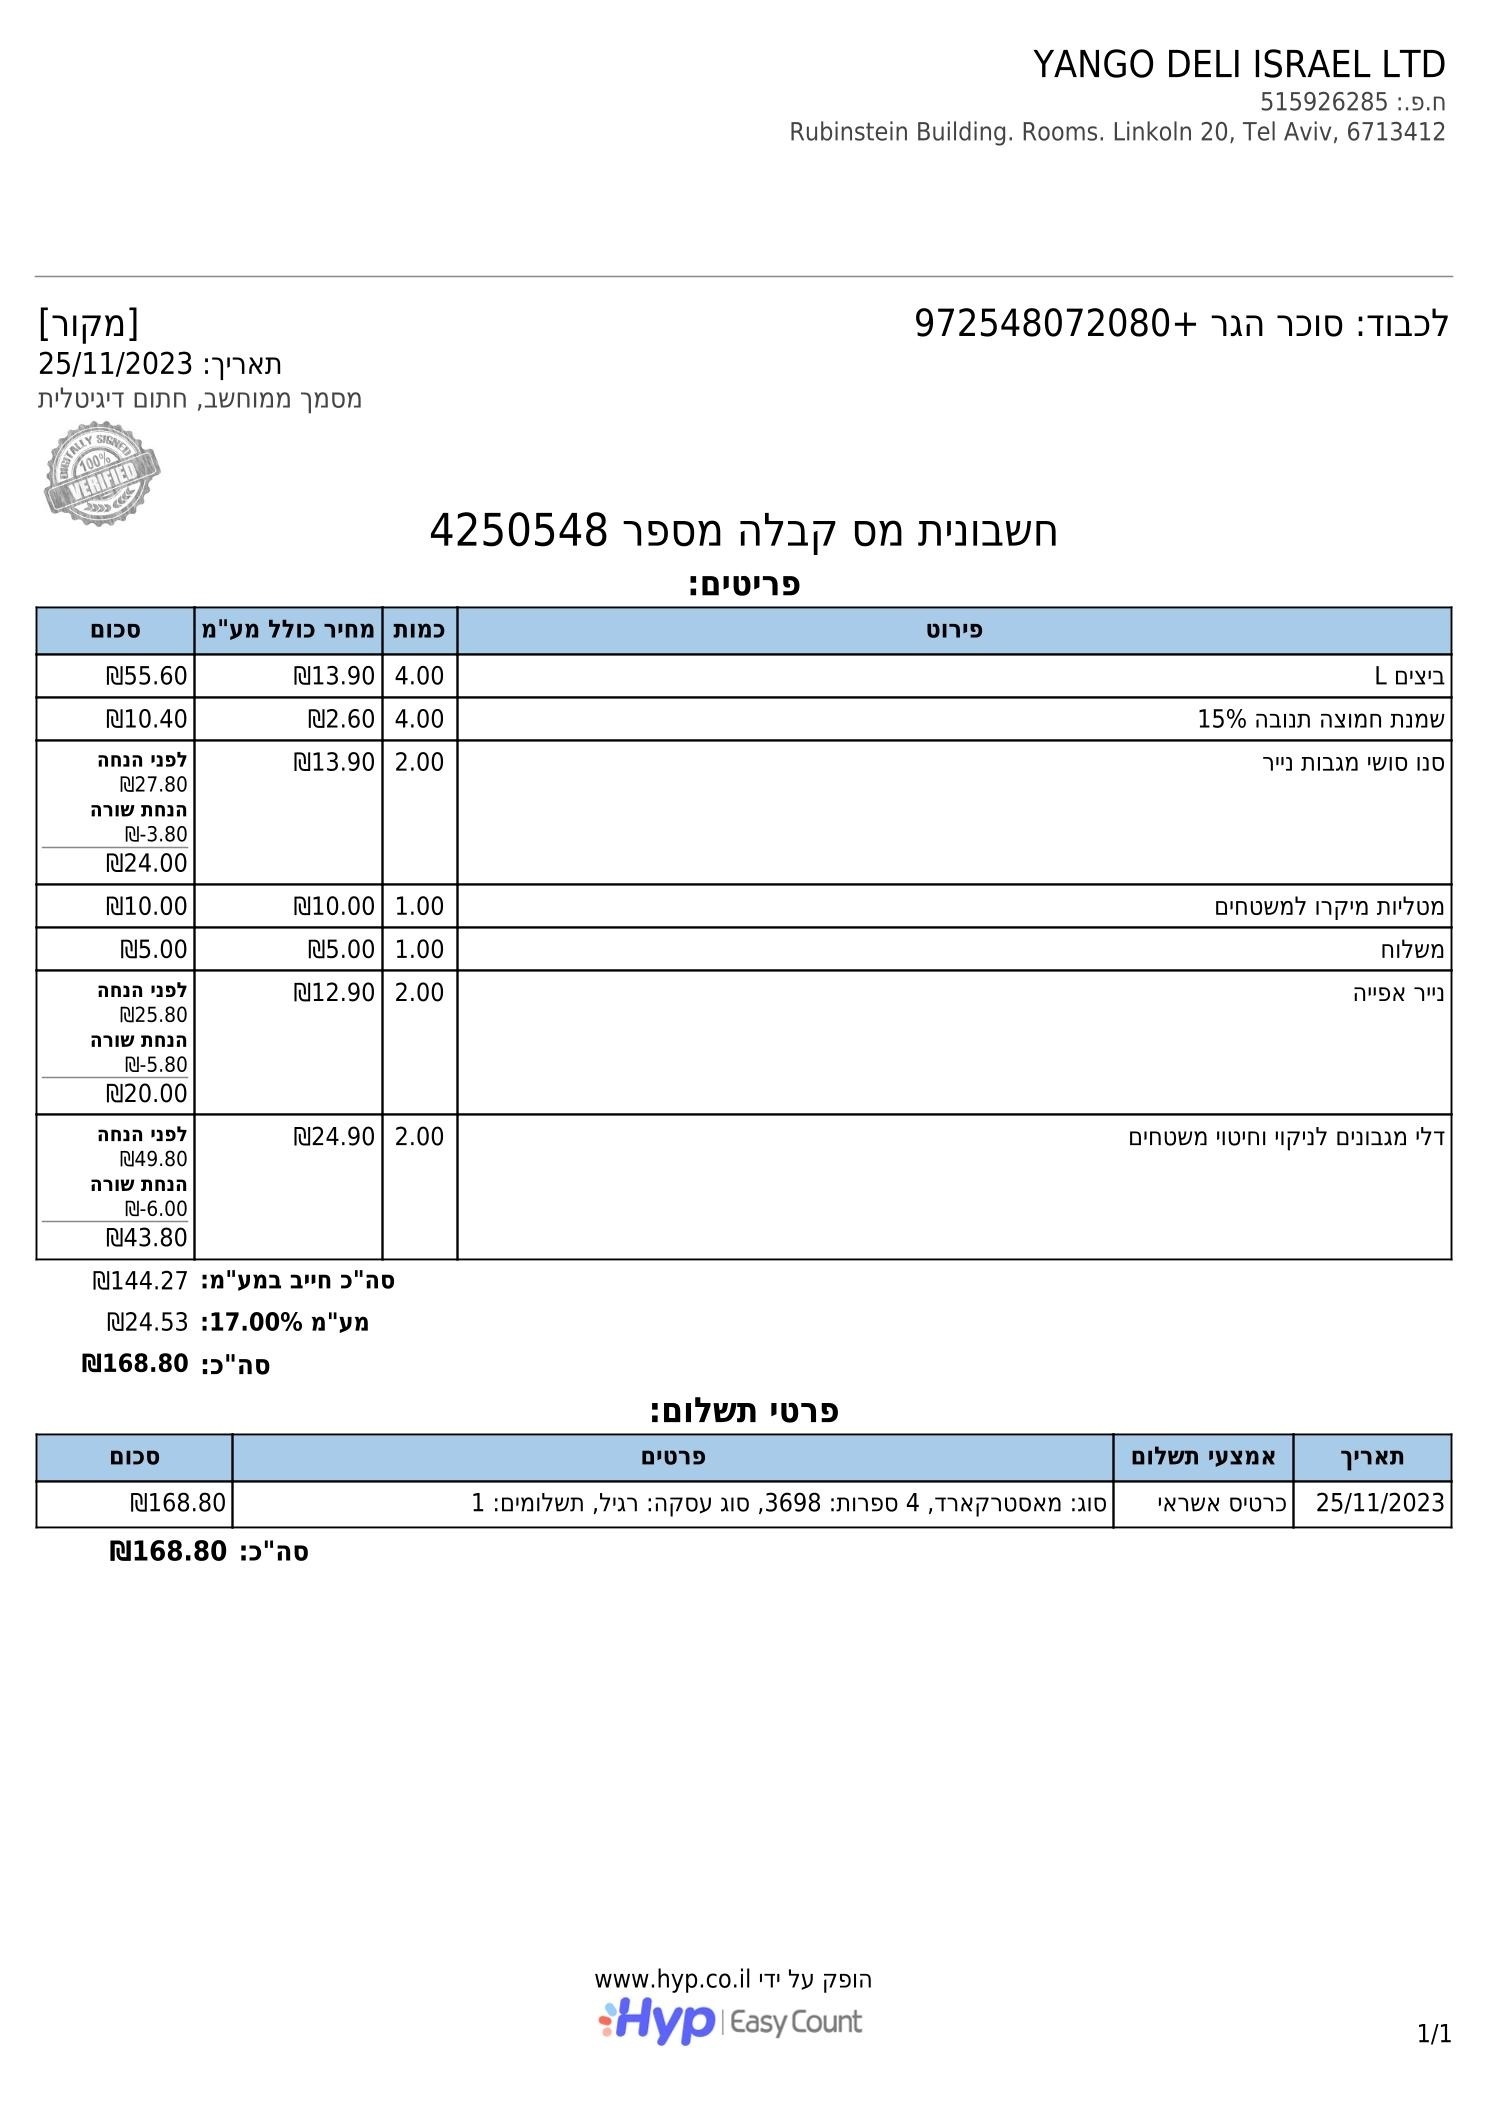 YANGO DELI ISRAEL LTD
ח.פ.: 515926285
Rubinstein Building. Rooms. Linkoln 20, Tel Aviv, 6713412
לכבוד: סוכר הגר +972548072080
[מקור]
תאריך: 25/11/2023
מסמך ממוחשב, חתום דיגיטלית
DIGITALLY SIGNED
100%
VERIFIED
חשבונית מס קבלה מספר 4250548
פריטים:
פירוט כמות מחיר כולל מע"מ סכום
ביצים L 4.00 ₪13.90 ₪55.60
שמנת חמוצה תנובה 15% 4.00 ₪2.60 ₪10.40
סנו סושי מגבות נייר 2.00 ₪13.90 לפני הנחה
₪27.80
הנחת שורה
₪-3.80
₪24.00
מטליות מיקרו למשטחים 1.00 ₪10.00 ₪10.00
משלוח 1.00 ₪5.00 ₪5.00
נייר אפייה 2.00 ₪12.90 לפני הנחה
₪25.80
הנחת שורה
₪-5.80
₪20.00
דלי מגבונים לניקוי וחיטוי משטחים 2.00 ₪24.90 לפני הנחה
₪49.80
הנחת שורה
₪-6.00
₪43.80
סה"כ חייב במע"מ: ₪144.27
מע"מ 17.00%: ₪24.53
סה"כ: ₪168.80
פרטי תשלום:
תאריך אמצעי תשלום פרטים סכום
25/11/2023 כרטיס אשראי סוג: מאסטרקארד, 4 ספרות: 3698, סוג עסקה: רגיל, תשלומים: 1 ₪168.80
סה"כ: ₪168.80
הופק על ידי www.hyp.co.il
Hyp | Easy Count
1/1